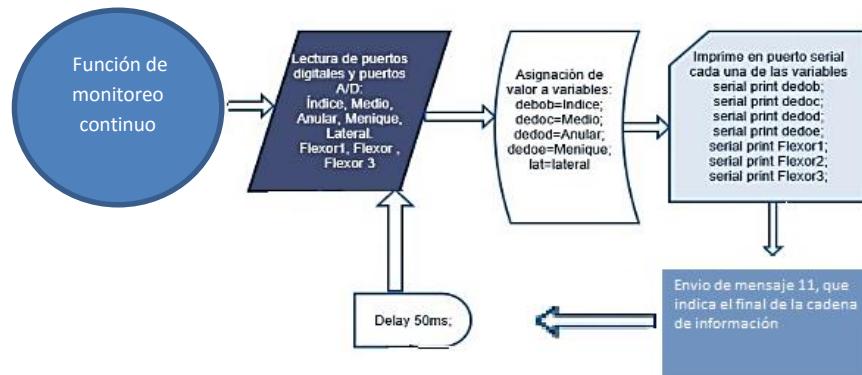 Función de
monitoreo
continuo
Lectura de puertos
digitales y puertos
A/D:
Índice, Medio,
Anular, Menique,
Lateral.
Flexor1, Flexor ,
Flexor 3
Asignación de
valor a variables:
debob=Indice;
dedoc=Medio;
dedod=Anular;
dedoe=Menique;
lat=lateral
Imprime en puerto serial
cada una de las variables
serial print dedob;
serial print dedoc;
serial print dedod;
serial print dedoe;
serial print Flexor1;
serial print Flexor2;
serial print Flexor3;
Envio de mensaje 11, que
indica el final de la cadena
de información
Delay 50ms;